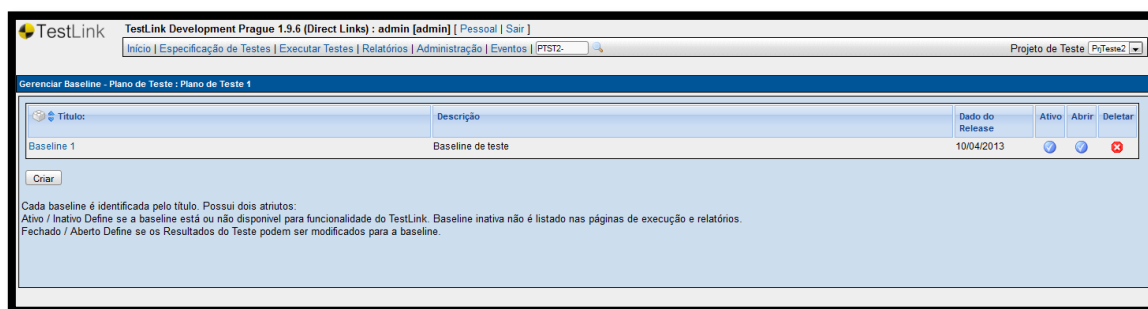 TestLink
TestLink Development Prague 1.9.6 (Direct Links) : admin [admin] [ Pessoal | Sair ]
Início | Especificação de Testes | Executar Testes | Relatórios | Administração | Eventos | PTST2-
Projeto de Teste PrjTeste2
Gerenciar Baseline - Plano de Teste : Plano de Teste 1
Título: Descrição Dado do Release Ativo Abrir Deletar
Baseline 1 Baseline de teste 10/04/2013
Criar
Cada baseline é identificada pelo título. Possui dois atriutos:
Ativo / Inativo Define se a baseline está ou não disponivel para funcionalidade do TestLink. Baseline inativa não é listado nas páginas de execução e relatórios.
Fechado / Aberto Define se os Resultados do Teste podem ser modificados para a baseline.